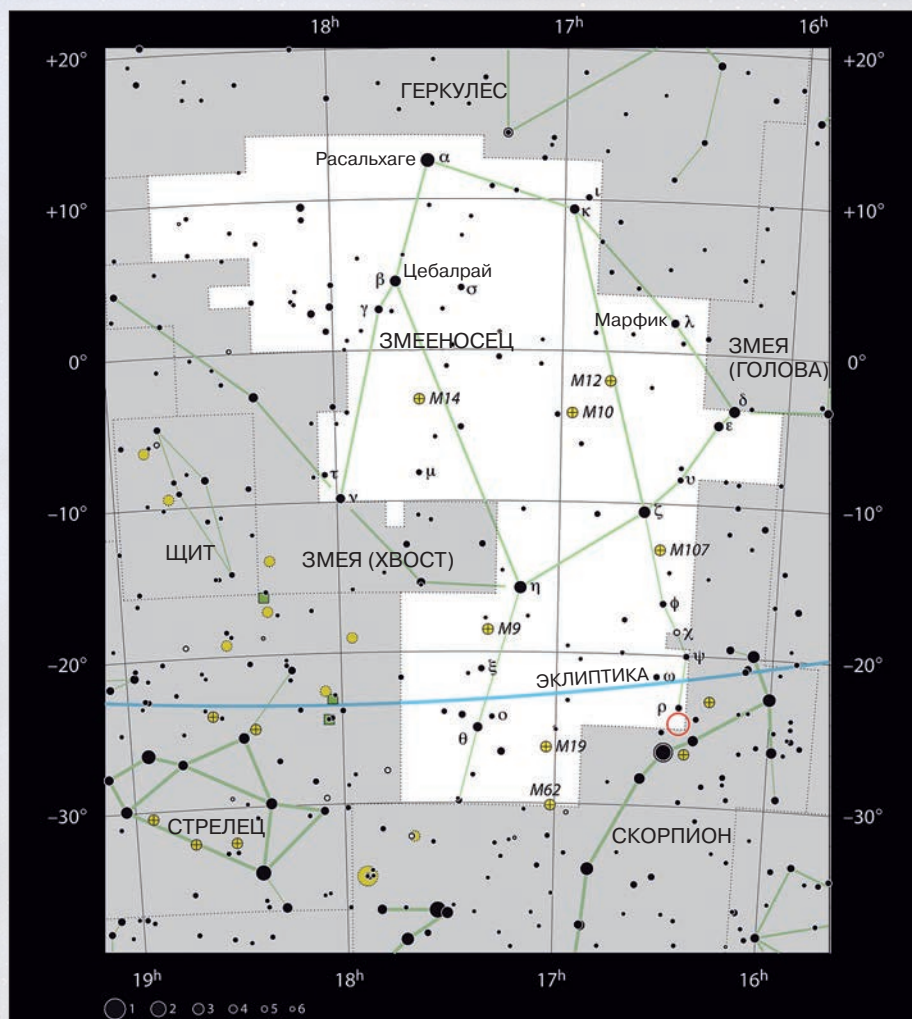 18h 17h 16h
+20° +20°
ГЕРКУЛЕС
Расальхаге α
+10° ι +10°
κ
β Цебалрай
σ
γ
Марфик λ
ЗМЕЕНОСЕЦ
ЗМЕЯ
(ГОЛОВА)
0° 0°
M12
M14 δ
M10
ε
τ μ υ
ν
ζ
−10° −10°
ЩИТ ЗМЕЯ (ХВОСТ) M107
η
φ
M9
χ
ψ
−20° −20°
ξ
ЭКЛИПТИКА ω
ρ
ο
θ
M19
M62
−30° −30°
СТРЕЛЕЦ СКОРПИОН
19h 18h 17h 16h
1 2 3 4 5 6